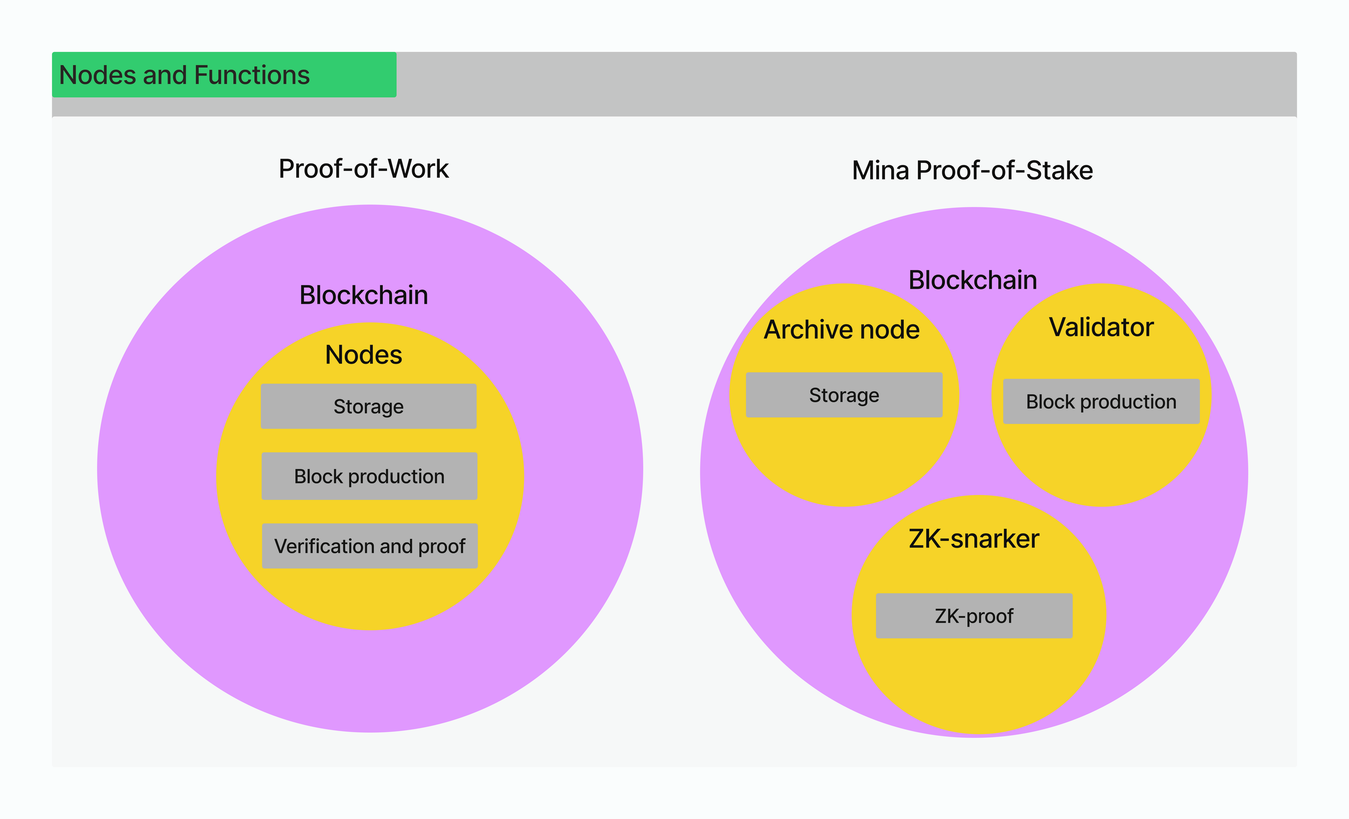 Nodes and Functions
Proof-of-Work
Blockchain
Nodes
Storage
Block production
Verification and proof
Mina Proof-of-Stake
Blockchain
Archive node
Storage
Validator
Block production
ZK-snarker
ZK-proof